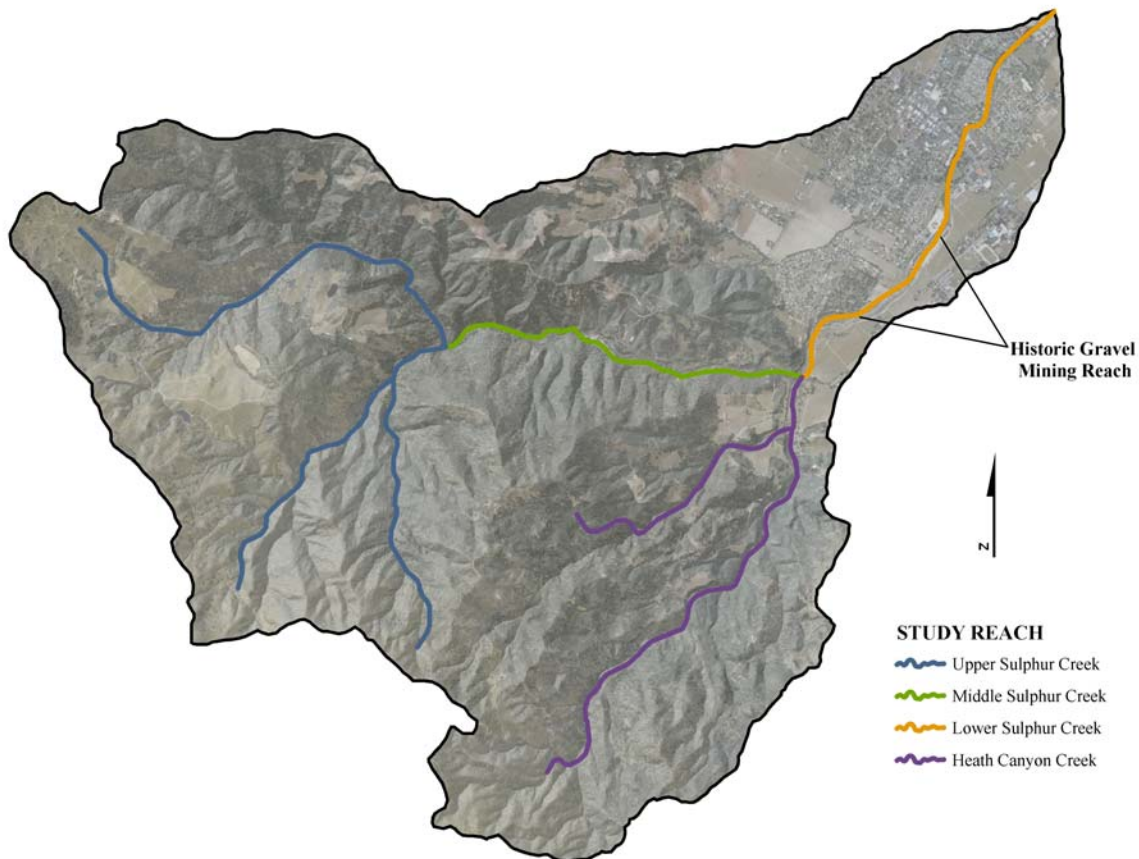 Historic Gravel
Mining Reach
N
STUDY REACH
Upper Sulphur Creek
Middle Sulphur Creek
Lower Sulphur Creek
Heath Canyon Creek